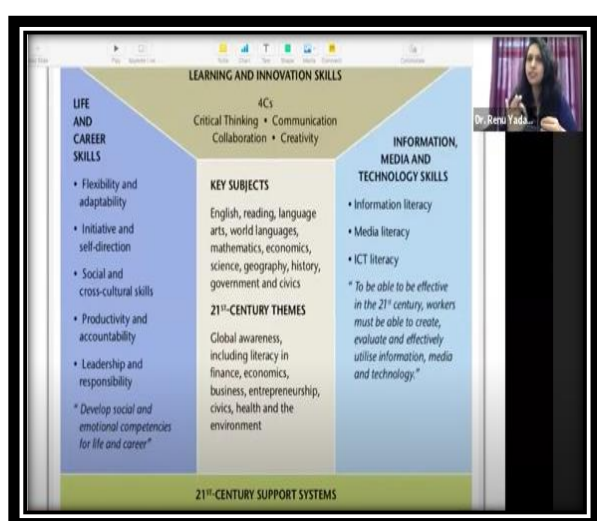 Play
LEARNING AND INNOVATION SKILLS
4Cs
Critical Thinking • Communication
Collaboration • Creativity
Dr. Renu Yada...
LIFE
AND
CAREER
SKILLS
• Flexibility and
adaptability
• Initiative and
self-direction
• Social and
cross-cultural skills
• Productivity and
accountability
• Leadership and
responsibility
" Develop social and
emotional competencies
for life and career"
KEY SUBJECTS
English, reading, language
arts, world languages,
mathematics, economics,
science, geography, history,
government and civics
21ST-CENTURY THEMES
Global awareness,
including literacy in
finance, economics,
business, entrepreneurship,
civics, health and the
environment
INFORMATION,
MEDIA AND
TECHNOLOGY SKILLS
• Information literacy
• Media literacy
• ICT literacy
" To be able to be effective
in the 21st century, workers
must be able to create,
evaluate and effectively
utilise information, media
and technology."
21ST-CENTURY SUPPORT SYSTEMS